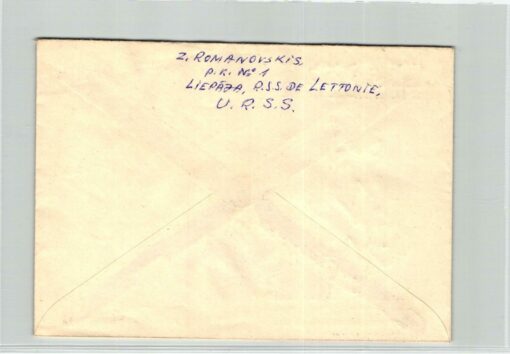 Z. ROMANOVSKIS.
P.K. No 1
LIEPĀJA, R.S.S. DE LETTONIE,
U. R. S. S.